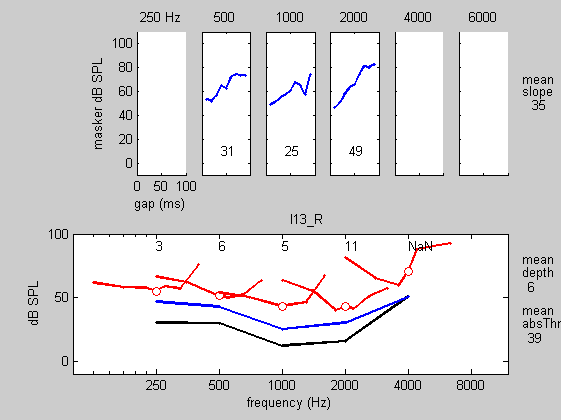 250 Hz 500 1000 2000 4000 6000
100
80
60
40
20
0
masker dB SPL
31 25 49
0 50 100
gap (ms)
mean
slope
35
I13_R
100
50
0
dB SPL
3 6 5 11 NaN
250 500 1000 2000 4000 8000
frequency (Hz)
mean
depth
6
mean
absThr
39